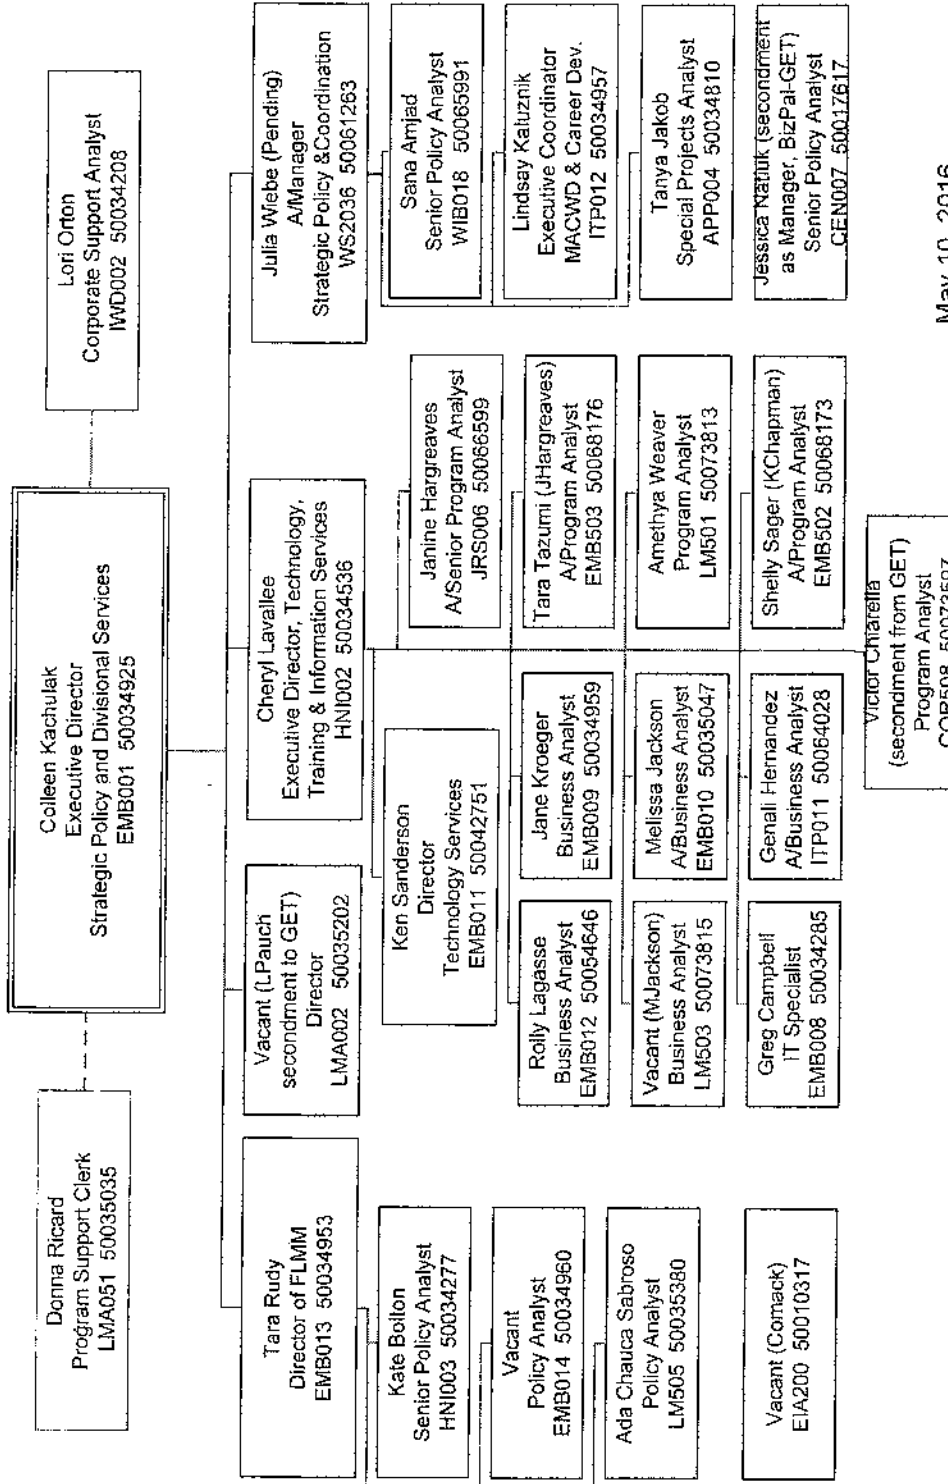 Colleen Kachulak
Executive Director
Strategic Policy and Divisional Services
EMB001 50034925
Donna Ricard
Program Support Clerk
LMA051 50035035
Lori Orton
Corporate Support Analyst
IWD002 50034208
Tara Rudy
Director of FLMM
EMB013 50034953
Vacant (LPauch
secondment to GET)
Director
LMA002 50035202
Cheryl Lavallee
Executive Director, Technology,
Training & Information Services
HNI002 50034536
Julia Wiebe (Pending)
A/Manager
Strategic Policy &Coordination
WS2036 50061263
Kate Bolton
Senior Policy Analyst
HNI003 50034277
Vacant
Policy Analyst
EMB014 50034960
Ada Chauca Sabroso
Policy Analyst
LM505 50035380
Vacant (Comack)
EIA200 50010317
Ken Sanderson
Director
Technology Services
EMB011 50042751
Rolly Lagasse
Business Analyst
EMB012 50054646
Jane Kroeger
Business Analyst
EMB009 50034959
Vacant (MJackson)
Business Analyst
LM503 50073815
Melissa Jackson
A/Business Analyst
EMB010 50035047
Greg Campbell
IT Specialist
EMB008 50034285
Genali Hernandez
A/Business Analyst
ITP011 50064028
Janine Hargreaves
A/Senior Program Analyst
JRS006 50066599
Tara Tazumi (JHargreaves)
A/Program Analyst
EMB503 50068176
Amethya Weaver
Program Analyst
LM501 50073813
Shelly Sager (KChapman)
A/Program Analyst
EMB502 50068173
Victor Chiarella
(secondment from GET)
Program Analyst
Sana Amjad
Senior Policy Analyst
WIB018 50065991
Lindsay Kaluznik
Executive Coordinator
MACWD & Career Dev.
ITP012 50034957
Tanya Jakob
Special Projects Analyst
APP004 50034810
Jessica Natiuk (secondment
as Manager, BizPal-GET)
Senior Policy Analyst
CEN007 50017617
May 10, 2016